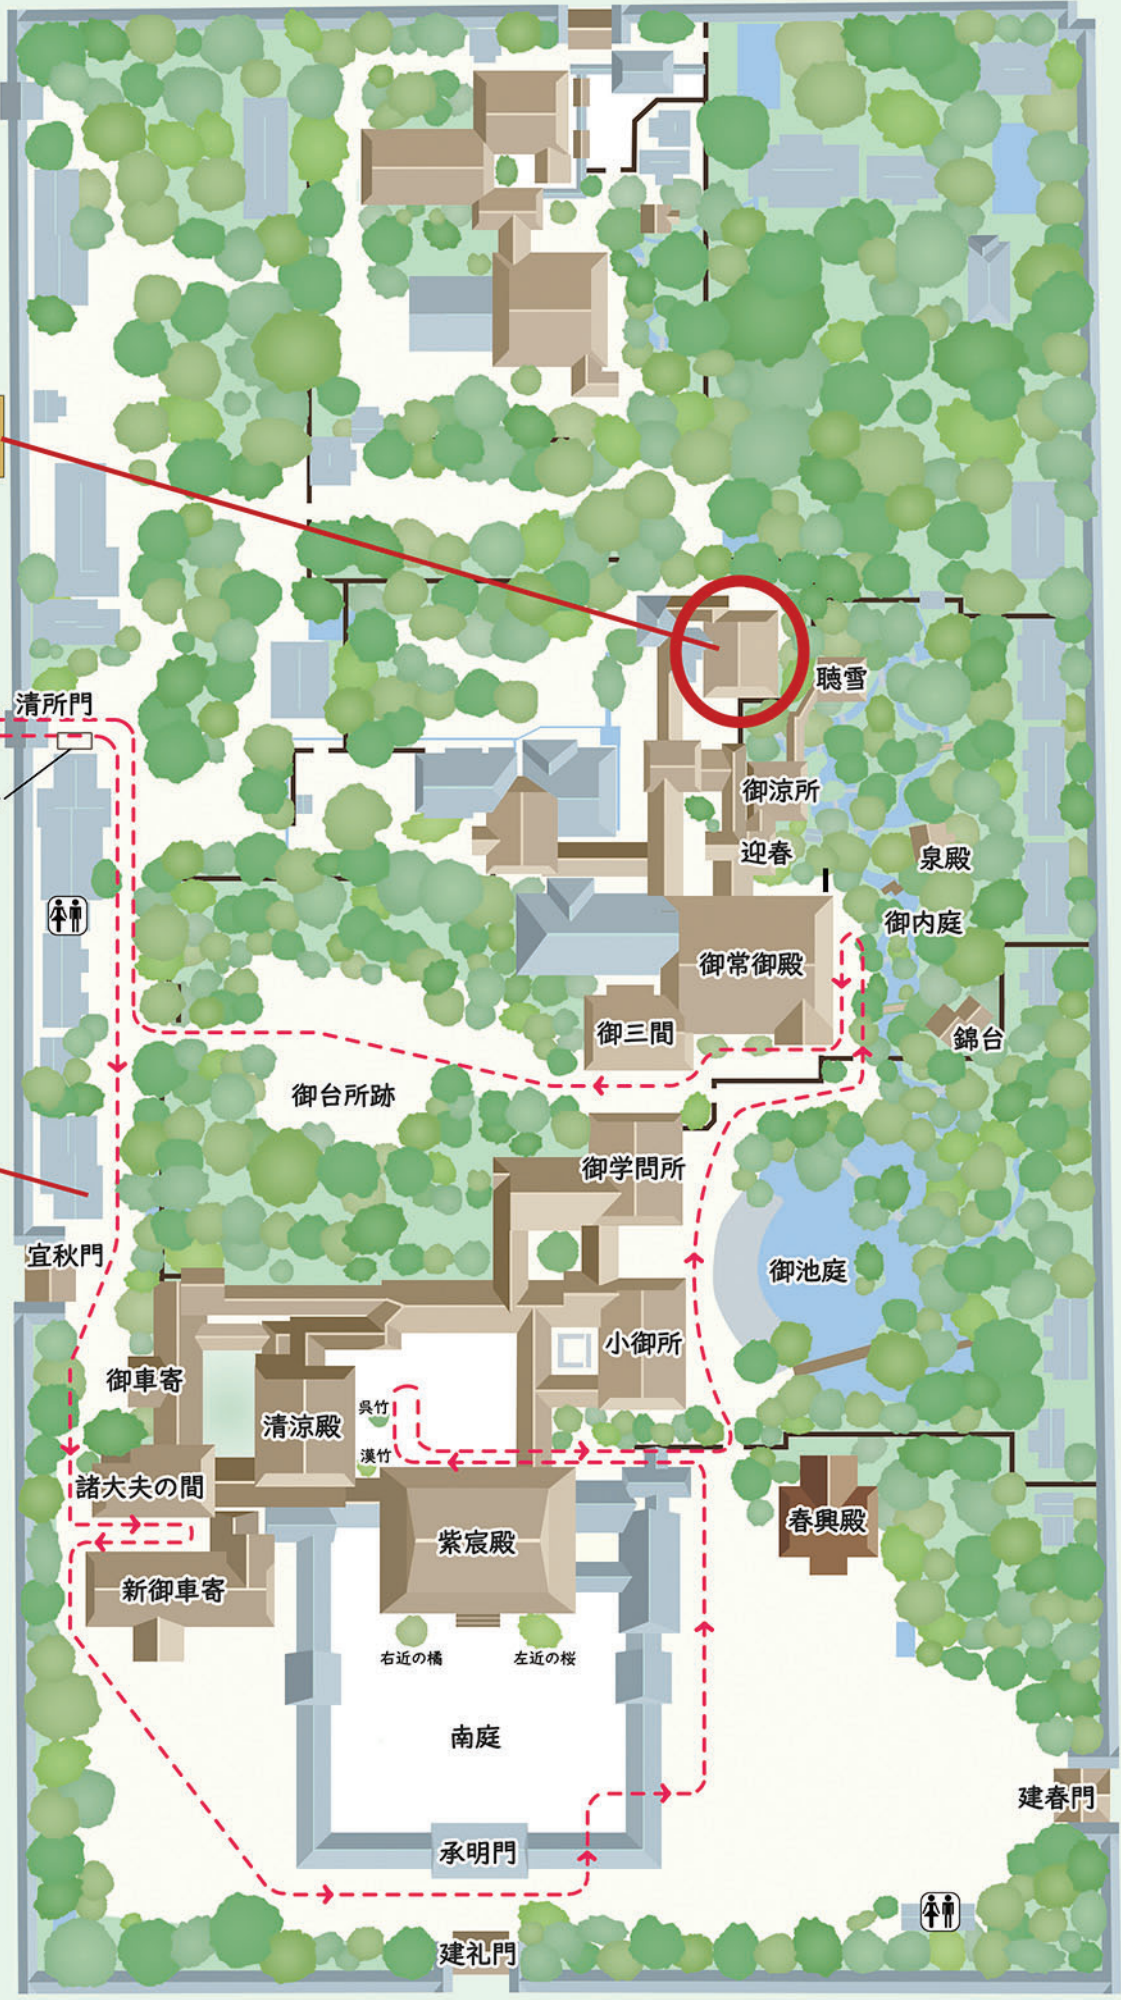 聴雪
清所門
御涼所
迎春
泉殿
御内庭
御常御殿
御三間
錦台
御台所跡
御学問所
宜秋門
御池庭
小御所
御車寄
呉竹
清涼殿
漢竹
諸大夫の間
春興殿
紫宸殿
新御車寄
右近の橘
左近の桜
南庭
建春門
承明門
建礼門